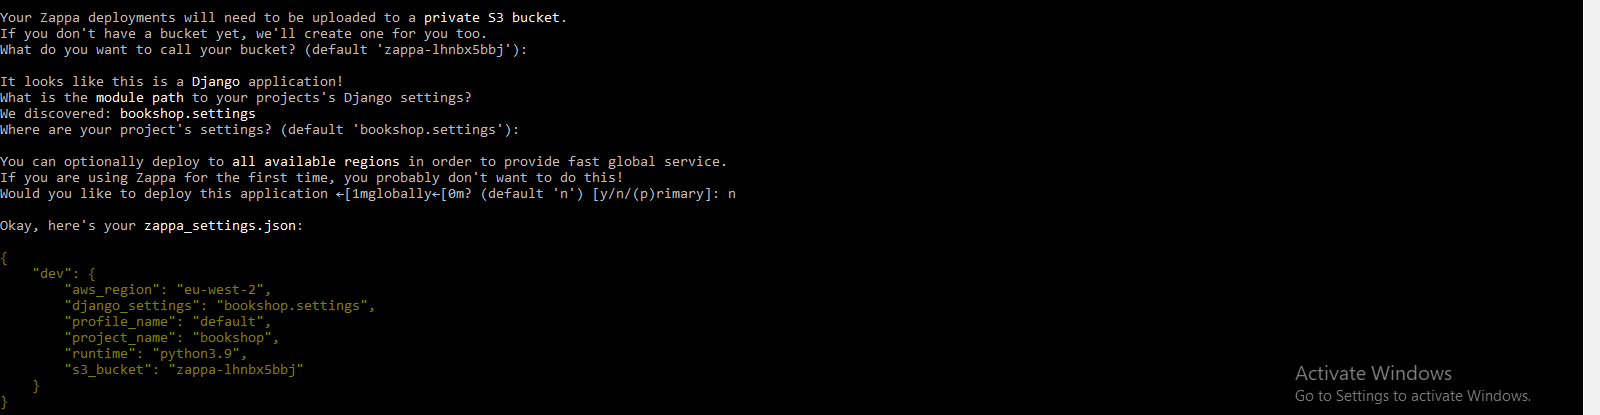 Your Zappa deployments will need to be uploaded to a private S3 bucket.
If you don't have a bucket yet, we'll create one for you too.
What do you want to call your bucket? (default 'zappa-lhnbx5bbj'):
It looks like this is a Django application!
What is the module path to your projects's Django settings?
We discovered: bookshop.settings
Where are your project's settings? (default 'bookshop.settings'):
You can optionally deploy to all available regions in order to provide fast global service.
If you are using Zappa for the first time, you probably don't want to do this!
Would you like to deploy this application ←[1mglobally←[0m? (default 'n') [y/n/(p)rimary]: n
Okay, here's your zappa_settings.json:
{
    "dev": {
        "aws_region": "eu-west-2",
        "django_settings": "bookshop.settings",
        "profile_name": "default",
        "project_name": "bookshop",
        "runtime": "python3.9",
        "s3_bucket": "zappa-lhnbx5bbj"
    }
}
Activate Windows
Go to Settings to activate Windows.